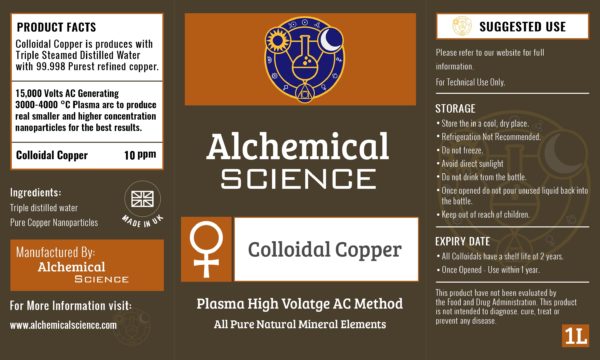 PRODUCT FACTS
Colloidal Copper is produces with
Triple Steamed Distilled Water
with 99.998 Purest refined copper.
15,000 Volts AC Generating
3000-4000 °C Plasma arc to produce
real smaller and higher concentration
nanoparticles for the best results.
Colloidal Copper 10 ppm
Ingredients:
Triple distilled water
Pure Copper Nanoparticles
MADE IN UK
Manufactured By:
Alchemical
SCIENCE
For More Information visit:
www.alchemicalscience.com
Alchemical
SCIENCE
Colloidal Copper
Plasma High Volatge AC Method
All Pure Natural Mineral Elements
SUGGESTED USE
Please refer to our website for full
information.
For Technical Use Only.
STORAGE
• Store the in a cool, dry place.
• Refrigeration Not Recommended.
• Do not freeze.
• Avoid direct sunlight
• Do not drink from the bottle.
• Once opened do not pour unused liquid back into
the bottle.
• Keep out of reach of children.
EXPIRY DATE
• All Colloidals have a shelf life of 2 years.
• Once Opened - Use within 1 year.
This product have not been evaluated by
the Food and Drug Administration. This product
is not intended to diagnose, cure, treat or
prevent any disease.
1L